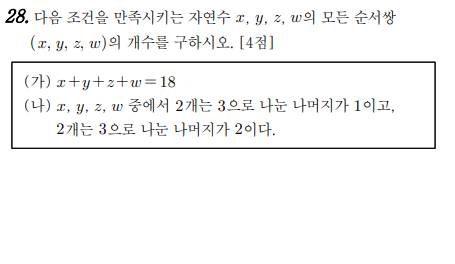 28. 다음 조건을 만족시키는 자연수 x, y, z, w의 모든 순서쌍
(x, y, z, w)의 개수를 구하시오. [4점]
(가) x+y+z+w=18
(나) x, y, z, w 중에서 2개는 3으로 나눈 나머지가 1이고,
2개는 3으로 나눈 나머지가 2이다.